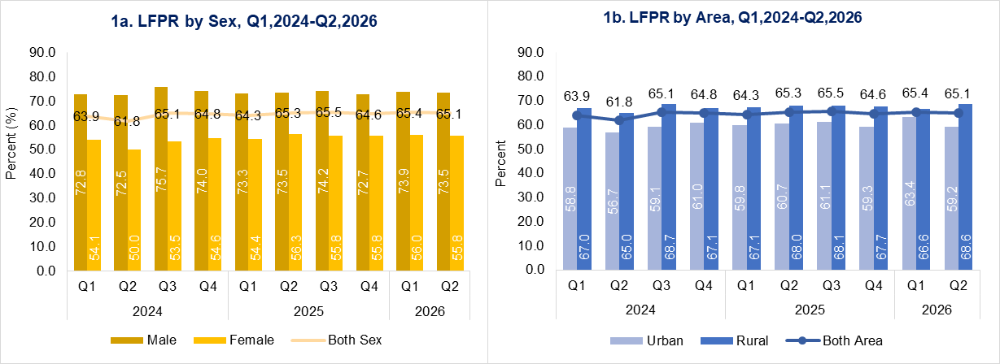 1a. LFPR by Sex, Q1,2024-Q2,2026
Percent (%)
90.0
80.0
70.0
60.0
50.0
40.0
30.0
20.0
10.0
0.0
63.9 61.8 65.1 64.8 64.3 65.3 65.5 64.6 65.4 65.1
72.8 72.5 75.7 74.0 73.3 73.5 74.2 72.7 73.9 73.5
54.1 50.0 53.5 54.6 54.4 56.3 55.8 55.8 56.0 55.8
Q1 Q2 Q3 Q4 Q1 Q2 Q3 Q4 Q1 Q2
2024 2025 2026
Male Female Both Sex
1b. LFPR by Area, Q1,2024-Q2,2026
Percent
90.0
80.0
70.0
60.0
50.0
40.0
30.0
20.0
10.0
0.0
63.9 61.8 65.1 64.8 64.3 65.3 65.5 64.6 65.4 65.1
58.8 56.7 59.1 61.0 59.8 60.7 61.1 59.3 63.4 59.2
67.0 65.0 68.7 67.1 67.1 68.0 68.1 67.7 66.6 68.6
Q1 Q2 Q3 Q4 Q1 Q2 Q3 Q4 Q1 Q2
2024 2025 2026
Urban Rural Both Area